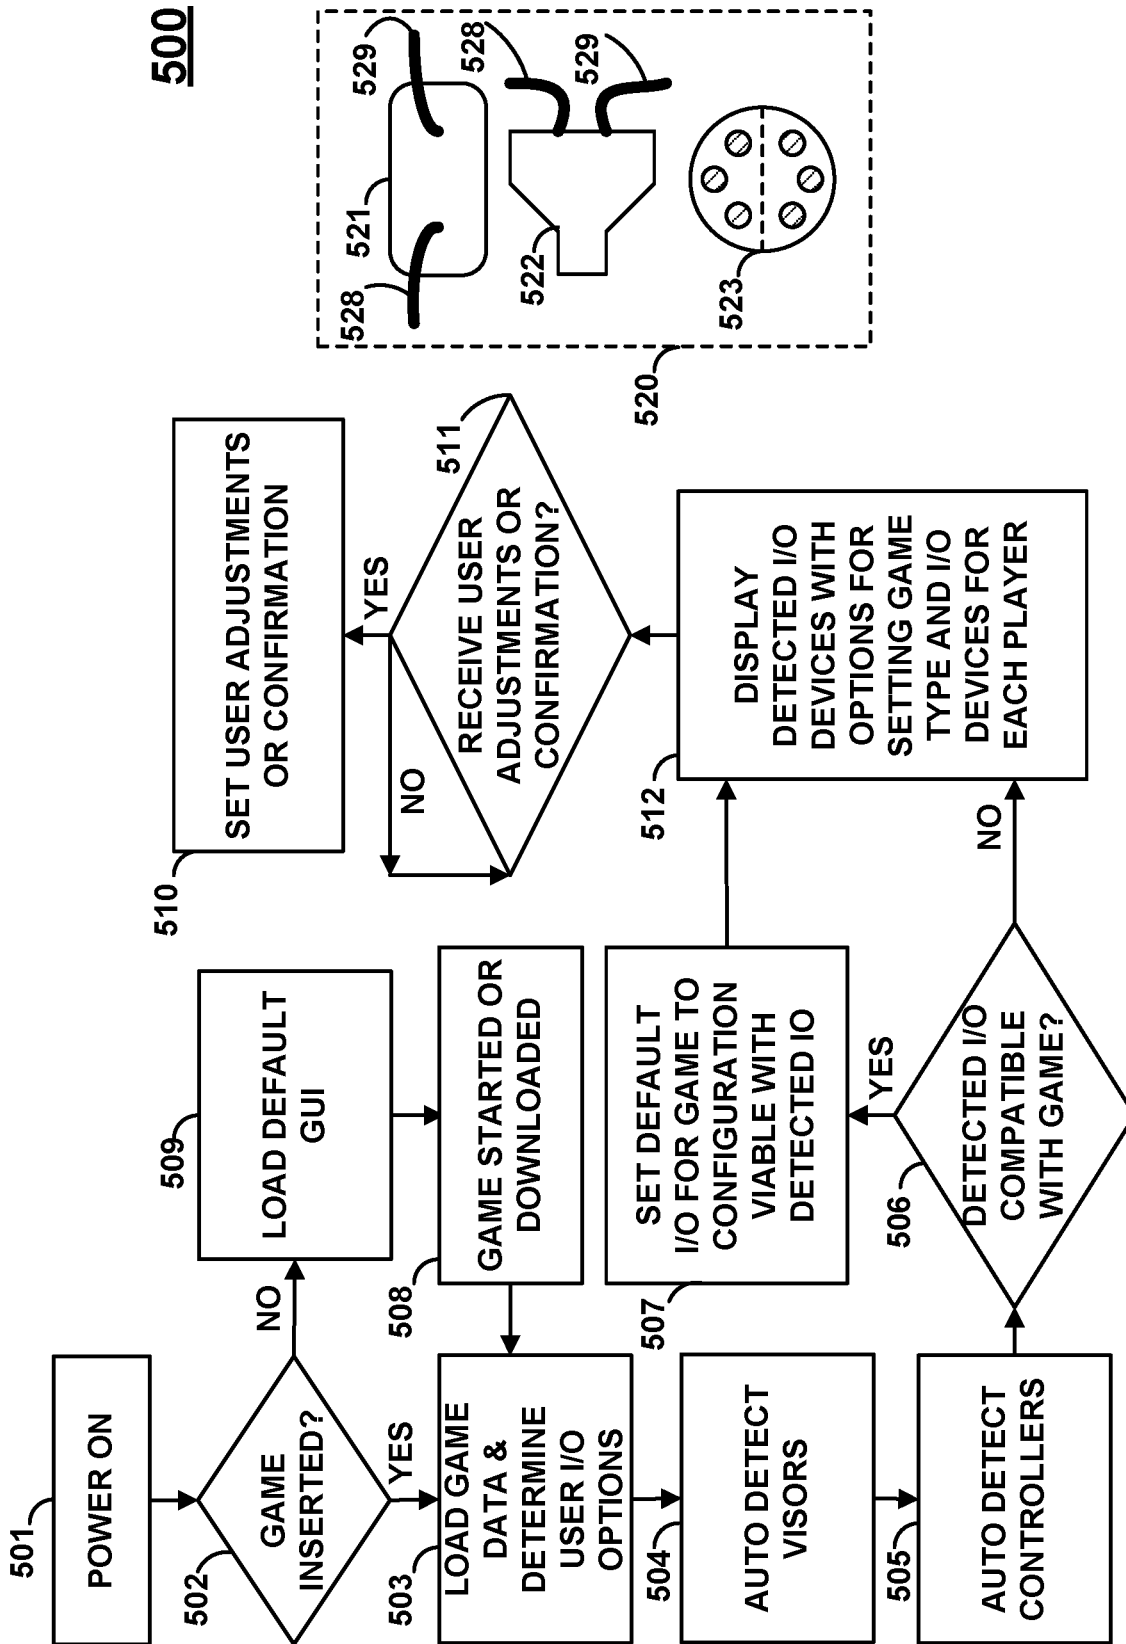 500
501
POWER ON
502
GAME
INSERTED?
NO
YES
503
LOAD GAME
DATA &
DETERMINE
USER I/O
OPTIONS
504
AUTO DETECT
VISORS
505
AUTO DETECT
CONTROLLERS
509
LOAD DEFAULT
GUI
508
GAME STARTED OR
DOWNLOADED
507
SET DEFAULT
I/O FOR GAME TO
CONFIGURATION
VIABLE WITH
DETECTED IO
YES
506
DETECTED I/O
COMPATIBLE
WITH GAME?
NO
510
SET USER ADJUSTMENTS
OR CONFIRMATION
YES
NO
511
RECEIVE USER
ADJUSTMENTS OR
CONFIRMATION?
512
DISPLAY
DETECTED I/O
DEVICES WITH
OPTIONS FOR
SETTING GAME
TYPE AND I/O
DEVICES FOR
EACH PLAYER
520
528
521
529
522
528
529
523